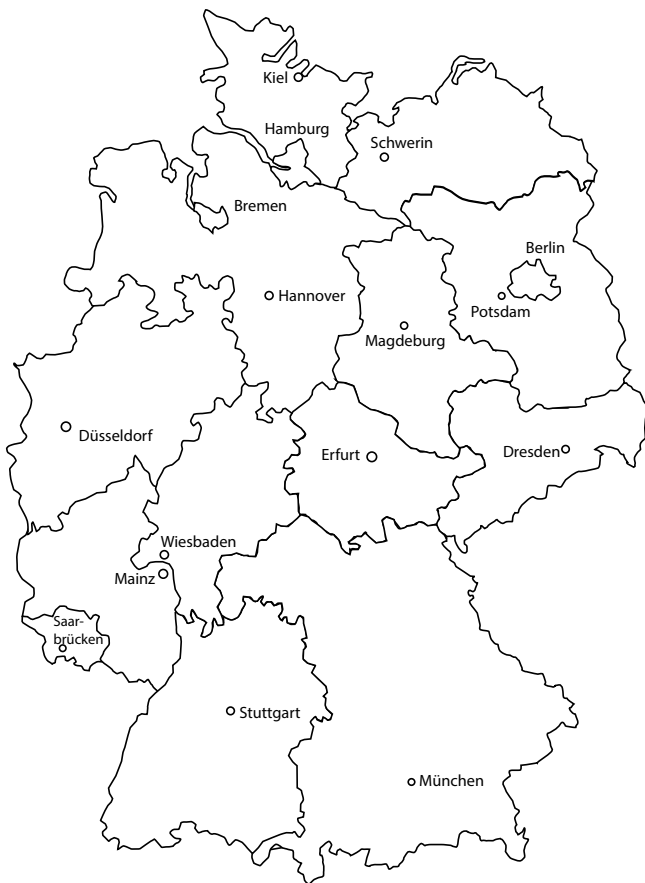 Kiel
Hamburg
Schwerin
Bremen
Berlin
Hannover
Potsdam
Magdeburg
Düsseldorf
Erfurt
Dresden
Wiesbaden
Mainz
Saar-
brücken
Stuttgart
München